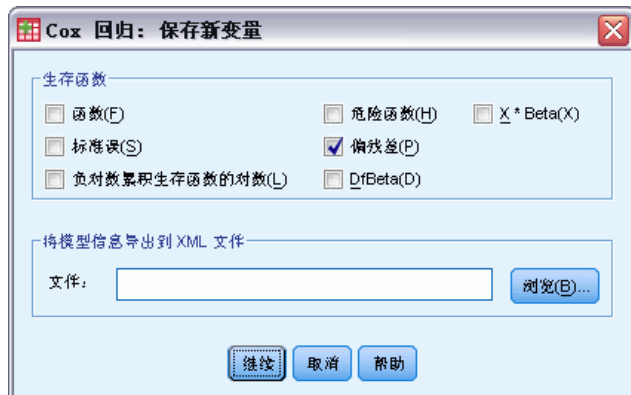 Cox 回归: 保存新变量
生存函数
函数(F) 危险函数(H) X * Beta(X)
标准误(S) 偏残差(P)
负对数累积生存函数的对数(L) DfBeta(D)
将模型信息导出到 XML 文件
文件: 浏览(B)...
继续 取消 帮助